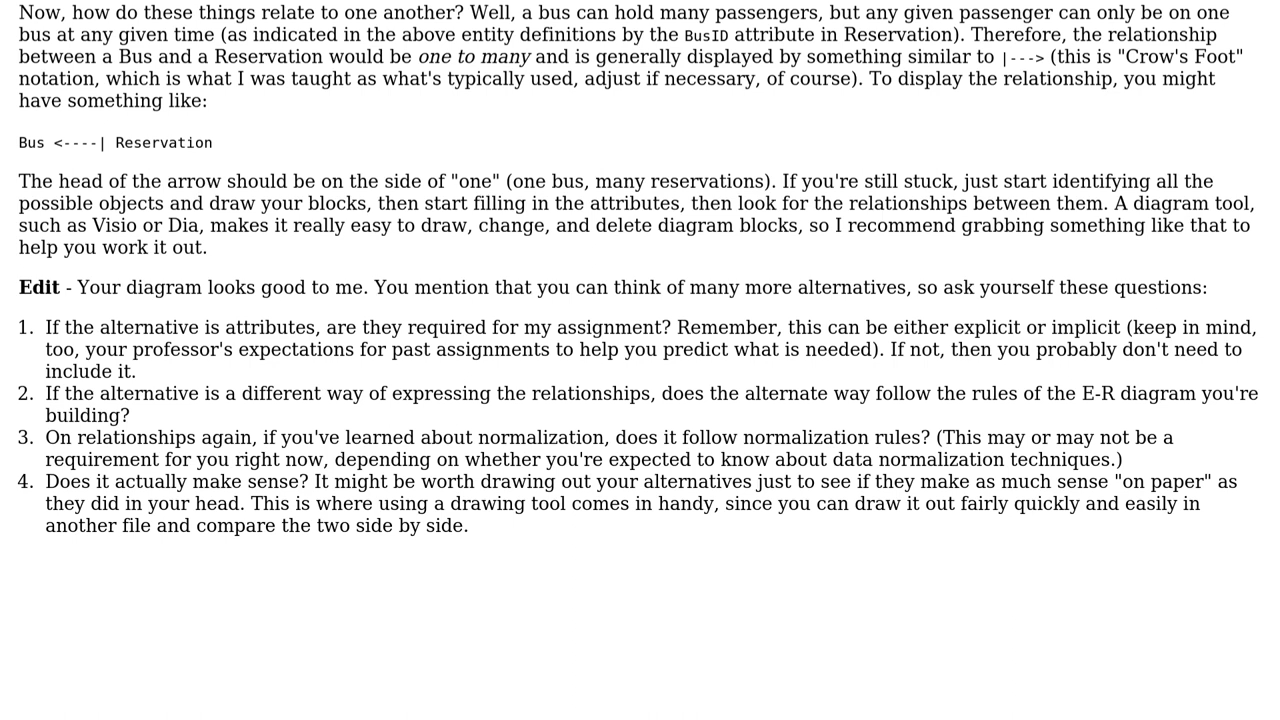 Now, how do these things relate to one another? Well, a bus can hold many passengers, but any given passenger can only be on one
bus at any given time (as indicated in the above entity definitions by the BusID attribute in Reservation). Therefore, the relationship
between a Bus and a Reservation would be one to many and is generally displayed by something similar to |---> (this is "Crow's Foot"
notation, which is what I was taught as what's typically used, adjust if necessary, of course). To display the relationship, you might
have something like:
Bus <----| Reservation
The head of the arrow should be on the side of "one" (one bus, many reservations). If you're still stuck, just start identifying all the
possible objects and draw your blocks, then start filling in the attributes, then look for the relationships between them. A diagram tool,
such as Visio or Dia, makes it really easy to draw, change, and delete diagram blocks, so I recommend grabbing something like that to
help you work it out.
Edit - Your diagram looks good to me. You mention that you can think of many more alternatives, so ask yourself these questions:
1. If the alternative is attributes, are they required for my assignment? Remember, this can be either explicit or implicit (keep in mind,
too, your professor's expectations for past assignments to help you predict what is needed). If not, then you probably don't need to
include it.
2. If the alternative is a different way of expressing the relationships, does the alternate way follow the rules of the E-R diagram you're
building?
3. On relationships again, if you've learned about normalization, does it follow normalization rules? (This may or may not be a
requirement for you right now, depending on whether you're expected to know about data normalization techniques.)
4. Does it actually make sense? It might be worth drawing out your alternatives just to see if they make as much sense "on paper" as
they did in your head. This is where using a drawing tool comes in handy, since you can draw it out fairly quickly and easily in
another file and compare the two side by side.